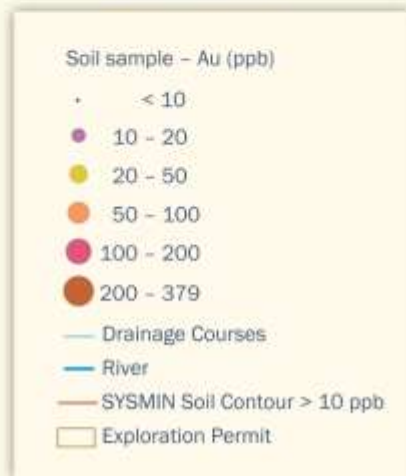 Soil sample – Au (ppb)
< 10
10 – 20
20 – 50
50 – 100
100 – 200
200 – 379
Drainage Courses
River
SYSMIN Soil Contour > 10 ppb
Exploration Permit